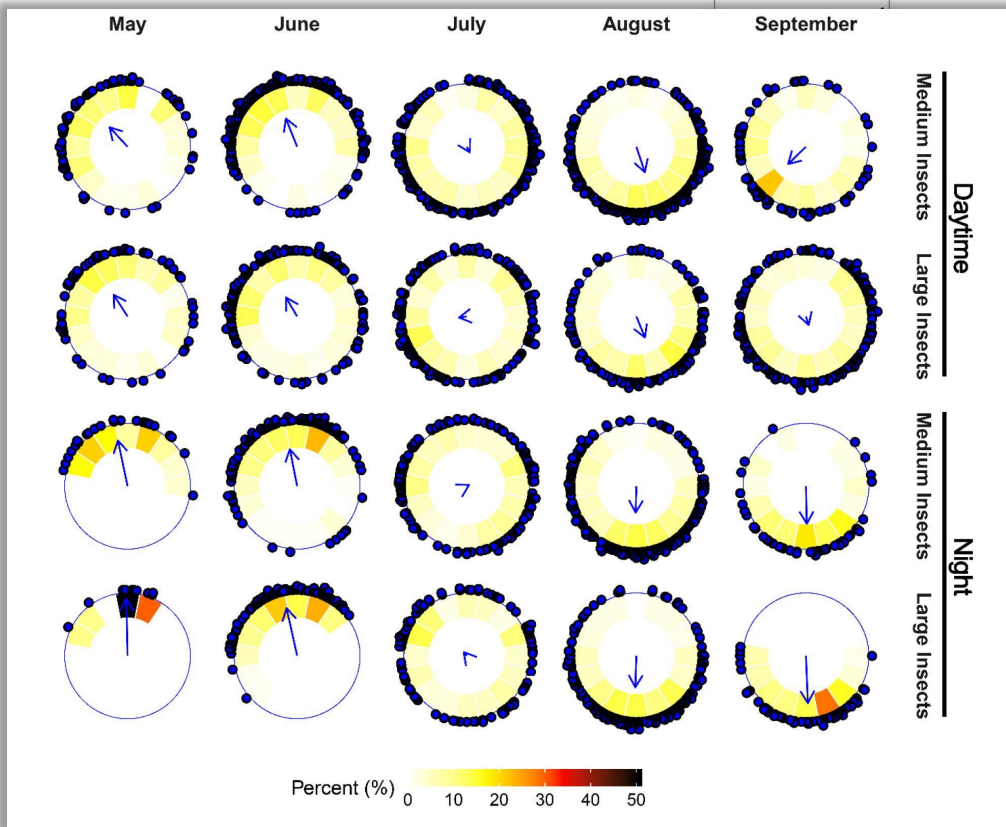 May June July August September
Medium Insects
Large Insects
Daytime
Medium Insects
Large Insects
Night
Percent (%)
0 10 20 30 40 50